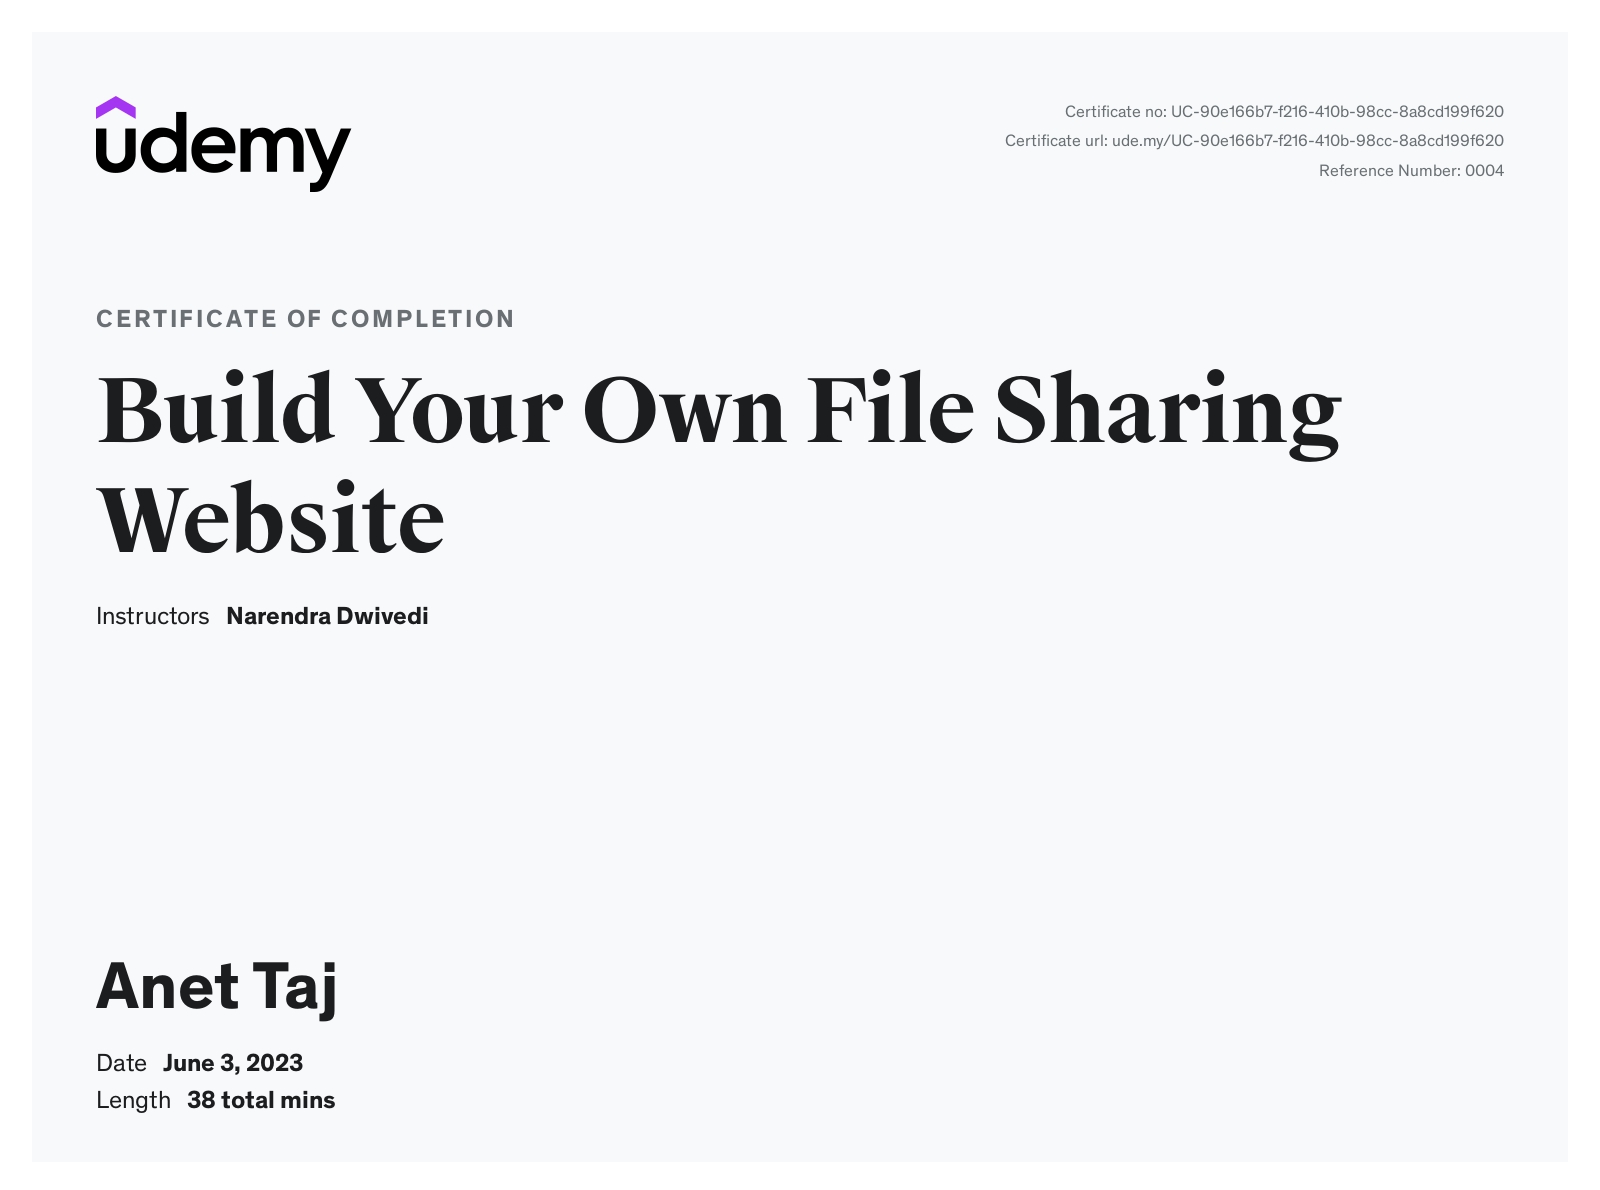 udemy
Certificate no: UC-90e166b7-f216-410b-98cc-8a8cd199f620
Certificate url: ude.my/UC-90e166b7-f216-410b-98cc-8a8cd199f620
Reference Number: 0004
CERTIFICATE OF COMPLETION
Build Your Own File Sharing
Website
Instructors Narendra Dwivedi
Anet Taj
Date June 3, 2023
Length 38 total mins